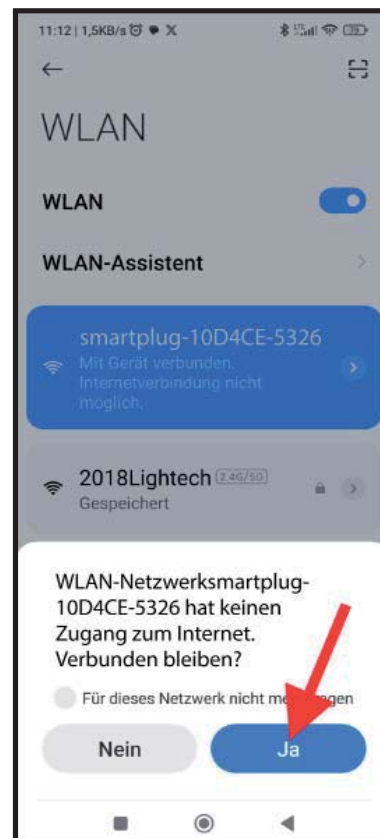 11:12 | 1,5KB/s
WLAN
WLAN
WLAN-Assistent
smartplug-10D4CE-5326
Mit Gerät verbunden.
Internetverbindung nicht
möglich.
2018Lightech 2.4G/5G
Gespeichert
WLAN-Netzwerksmartplug-
10D4CE-5326 hat keinen
Zugang zum Internet.
Verbunden bleiben?
Für dieses Netzwerk nicht
Nein
Ja